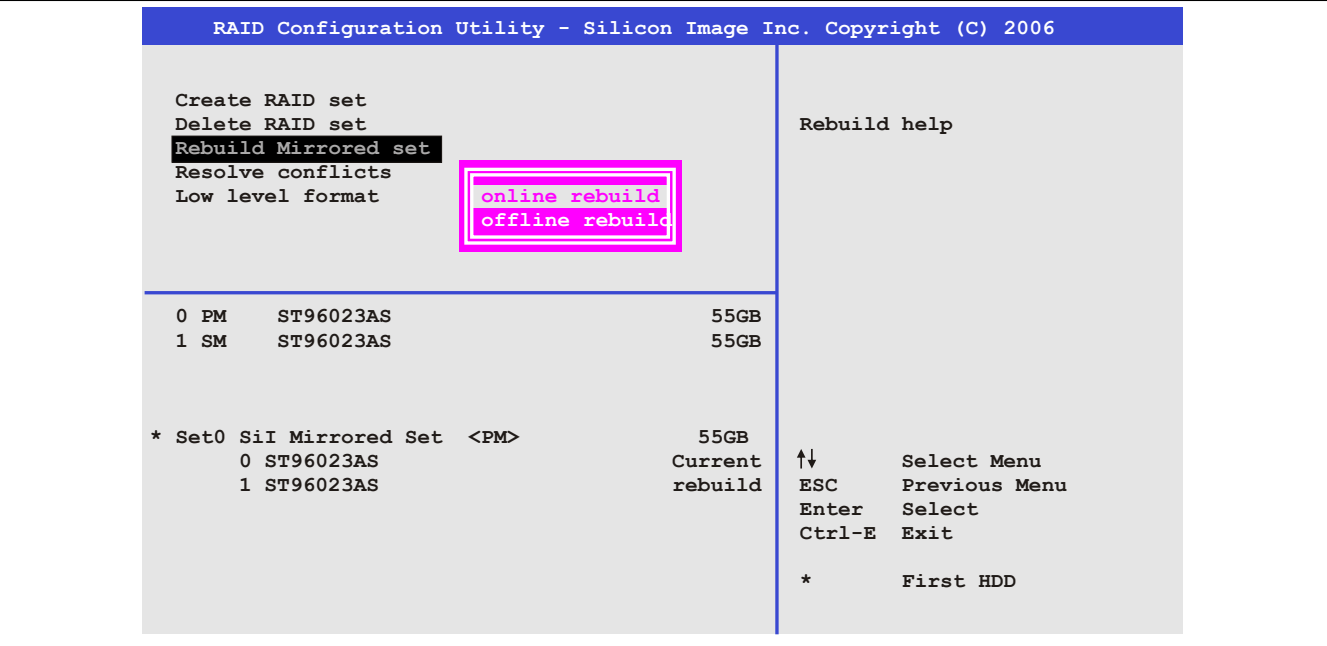 RAID Configuration Utility - Silicon Image Inc. Copyright (C) 2006
Create RAID set
Delete RAID set
Rebuild Mirrored set
Resolve conflicts
Low level format
online rebuild
offline rebuild
Rebuild help
0 PM ST96023AS 55GB
1 SM ST96023AS 55GB
* Set0 SiI Mirrored Set <PM> 55GB
0 ST96023AS Current
1 ST96023AS rebuild
↑↓ Select Menu
ESC Previous Menu
Enter Select
Ctrl-E Exit
* First HDD